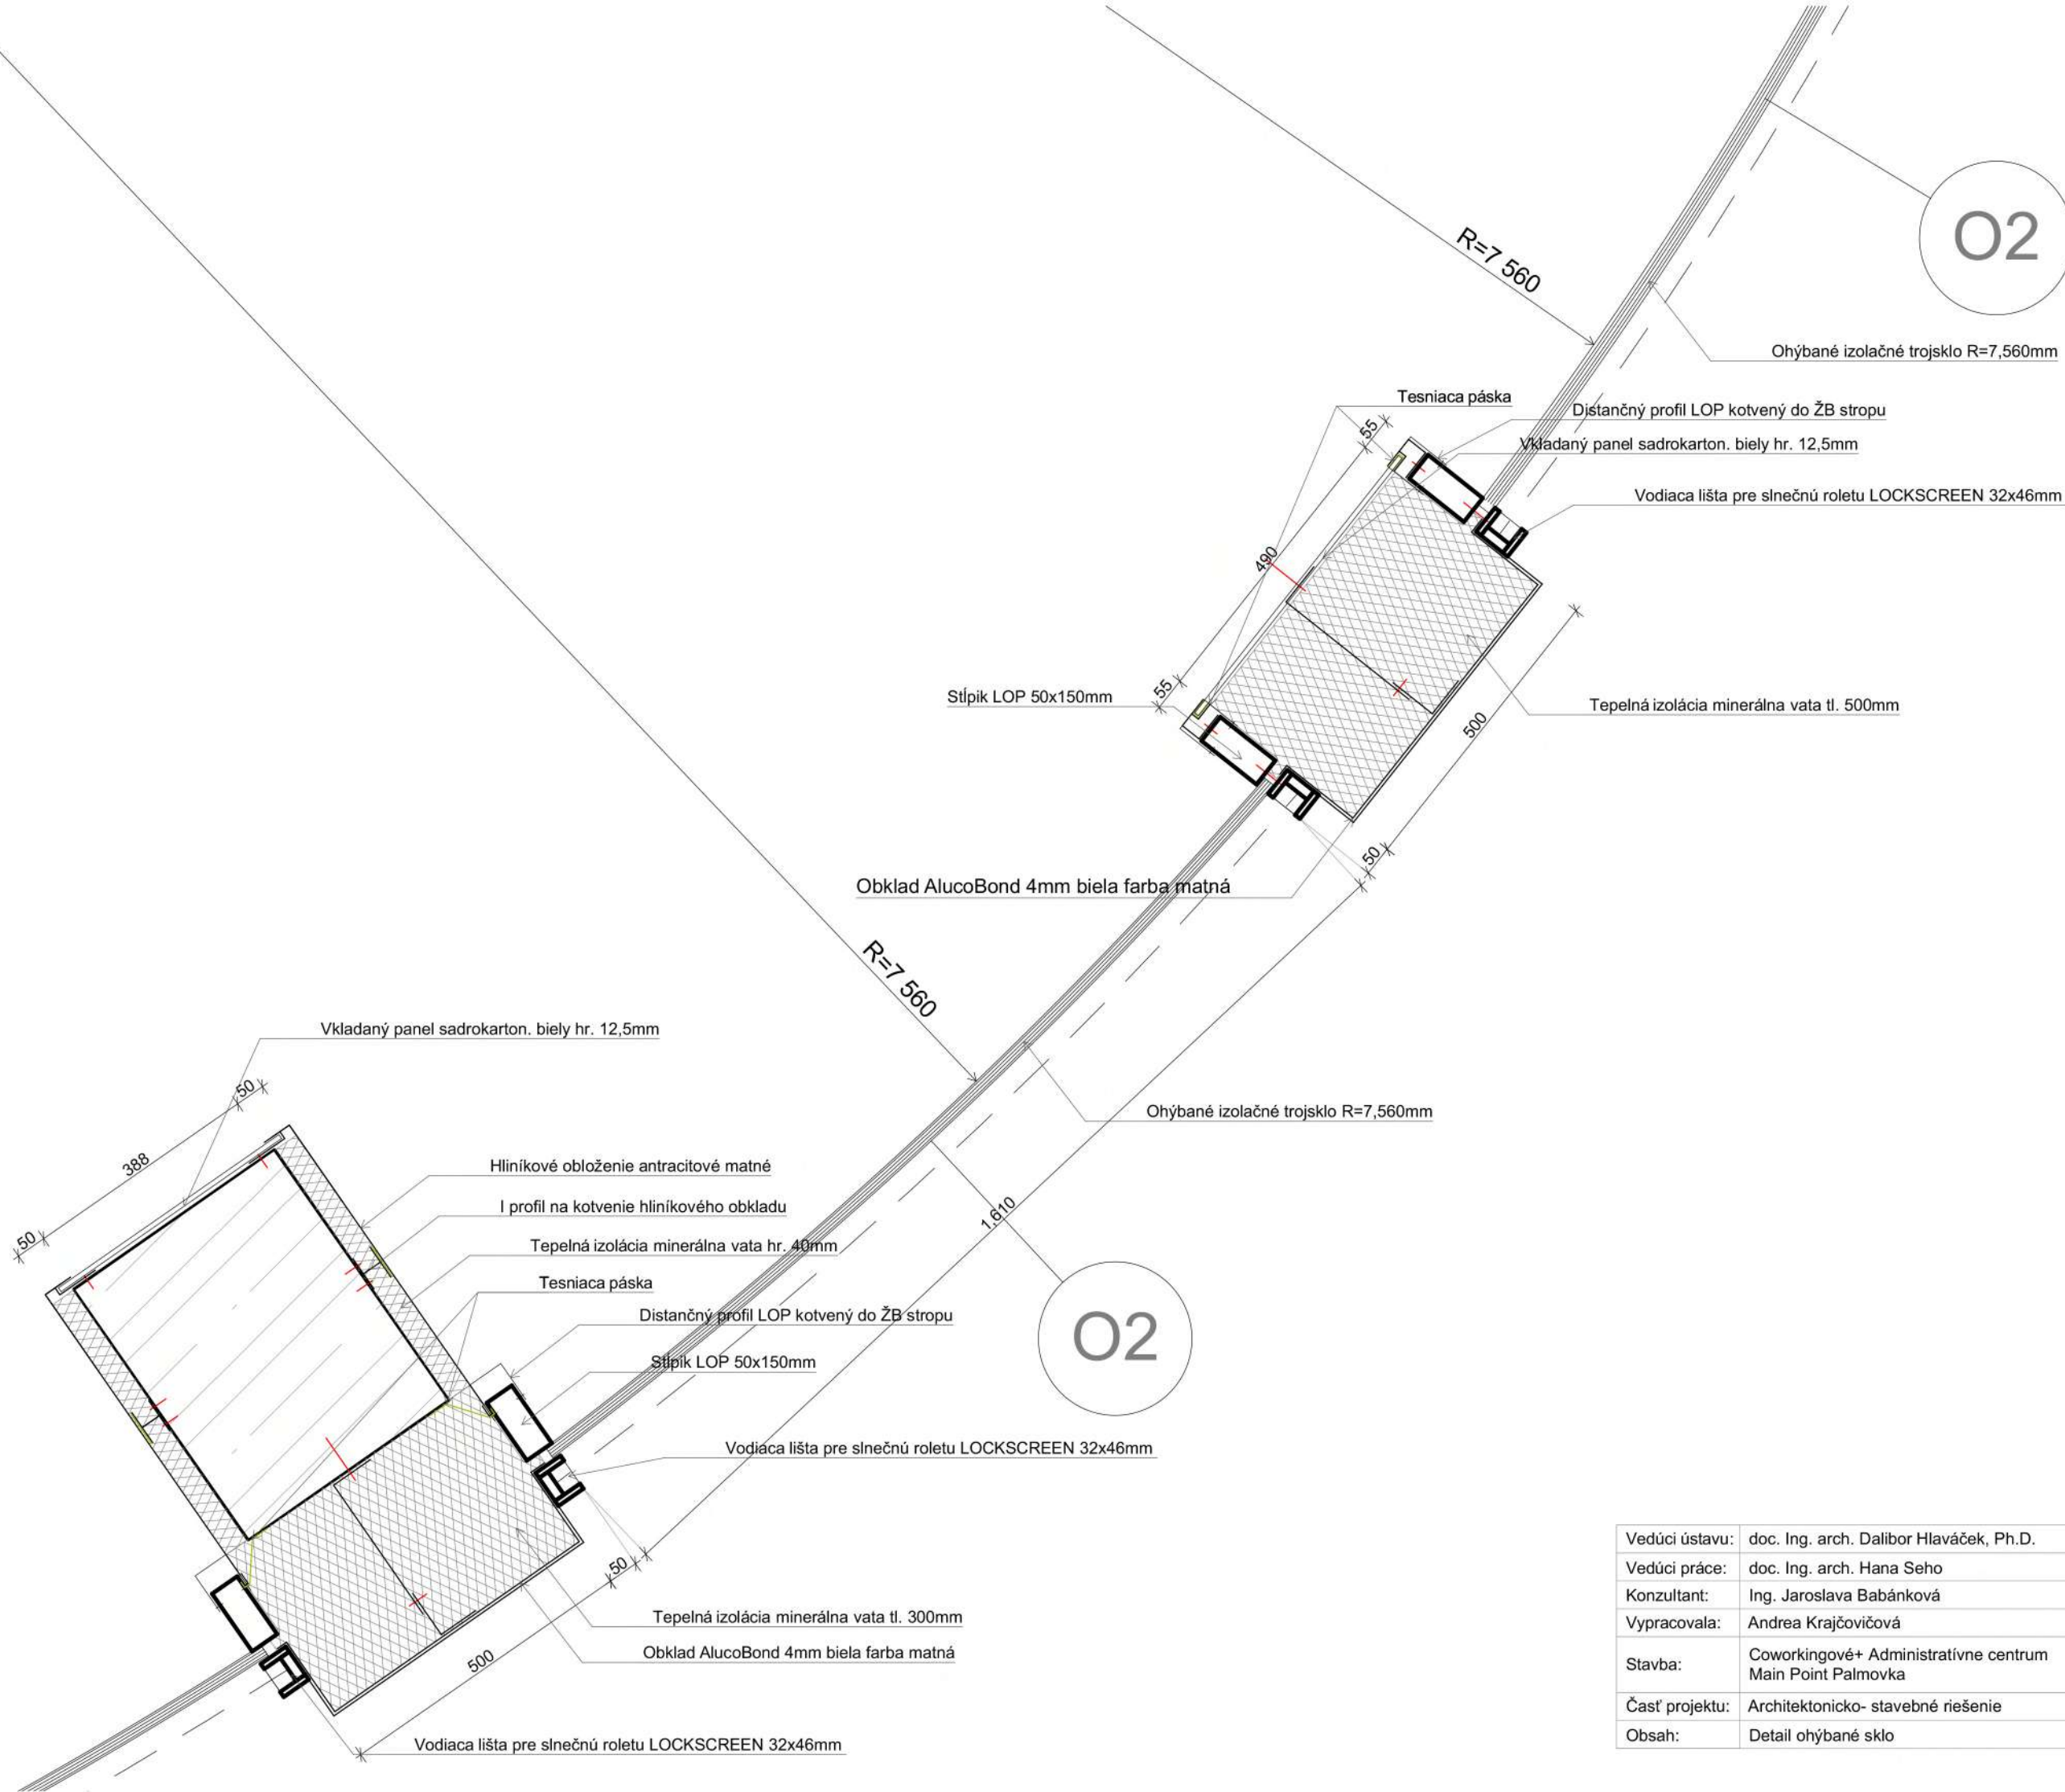 R=7 560
O2
Ohýbané izolačné trojsklo R=7,560mm
Tesniaca páska
Distančný profil LOP kotvený do ŽB stropu
55
Vkladaný panel sadrokarton. biely hr. 12,5mm
Vodiaca lišta pre slnečnú roletu LOCKSCREEN 32x46mm
490
55
Stĺpik LOP 50x150mm
Tepelná izolácia minerálna vata tl. 500mm
500
50
Obklad AlucoBond 4mm biela farba matná
R=7 560
Vkladaný panel sadrokarton. biely hr. 12,5mm
50
Ohýbané izolačné trojsklo R=7,560mm
388
Hliníkové obloženie antracitové matné
I profil na kotvenie hliníkového obkladu
1,610
50
Tepelná izolácia minerálna vata hr. 40mm
Tesniaca páska
Distančný profil LOP kotvený do ŽB stropu
O2
Stĺpik LOP 50x150mm
Vodiaca lišta pre slnečnú roletu LOCKSCREEN 32x46mm
50
Tepelná izolácia minerálna vata tl. 300mm
500
Obklad AlucoBond 4mm biela farba matná
Vodiaca lišta pre slnečnú roletu LOCKSCREEN 32x46mm
Vedúci ústavu: doc. Ing. arch. Dalibor Hlaváček, Ph.D.
Vedúci práce: doc. Ing. arch. Hana Seho
Konzultant: Ing. Jaroslava Babánková
Vypracovala: Andrea Krajčovičová
Stavba: Coworkingové+ Administratívne centrum
Main Point Palmovka
Časť projektu: Architektonicko- stavebné riešenie
Obsah: Detail ohýbané sklo